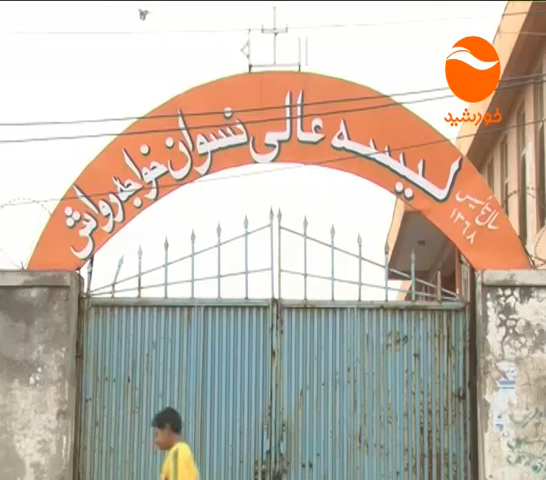 لیسه عالی نسوان خواجه رواش
سال تاسیس
۱۳۶۸
خورشید